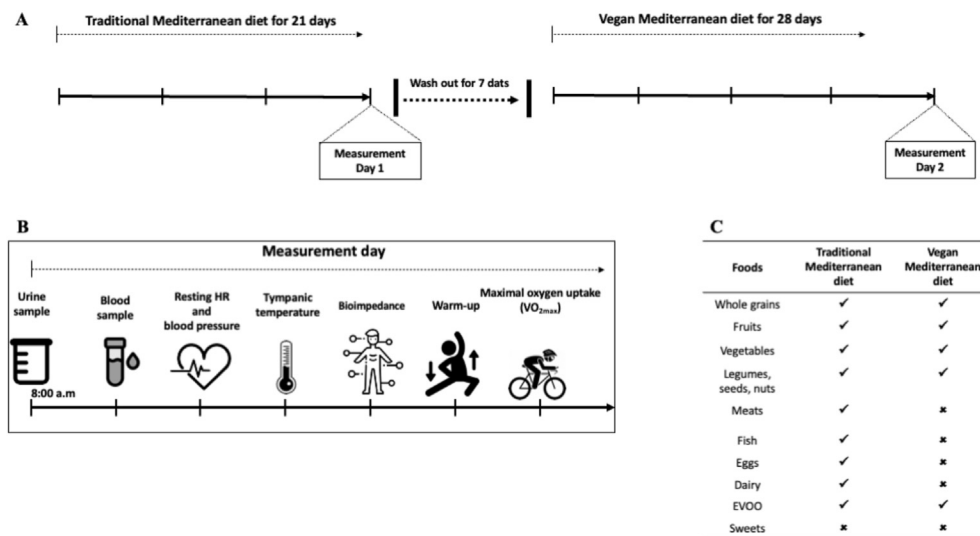 A
Traditional Mediterranean diet for 21 days
Vegan Mediterranean diet for 28 days
Wash out for 7 dats
Measurement
Day 1
Measurement
Day 2
B
Measurement day
Urine
sample
Blood
sample
Resting HR
and
blood pressure
Tympanic
temperature
Bioimpedance
Warm-up
Maximal oxygen uptake
(VO2max)
8:00 a.m
C
Foods
Traditional
Mediterranean
diet
Vegan
Mediterranean
diet
Whole grains ✓ ✓
Fruits ✓ ✓
Vegetables ✓ ✓
Legumes,
seeds, nuts ✓ ✓
Meats ✓ ×
Fish ✓ ×
Eggs ✓ ×
Dairy ✓ ×
EVOO ✓ ✓
Sweets × ×